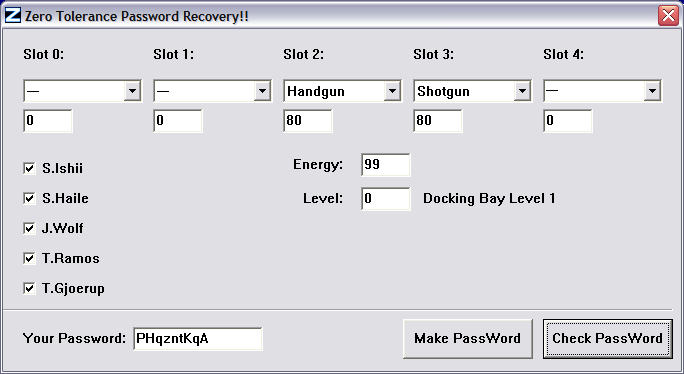 Zero Tolerance Password Recovery!!
Slot 0: Slot 1: Slot 2: Slot 3: Slot 4:
--- --- Handgun Shotgun ---
0 0 80 80 0
S.Ishii Energy: 99
S.Haile Level: 0 Docking Bay Level 1
J.Wolf
T.Ramos
T.Gjoerup
Your Password: PHqzntKqA Make PassWord Check PassWord